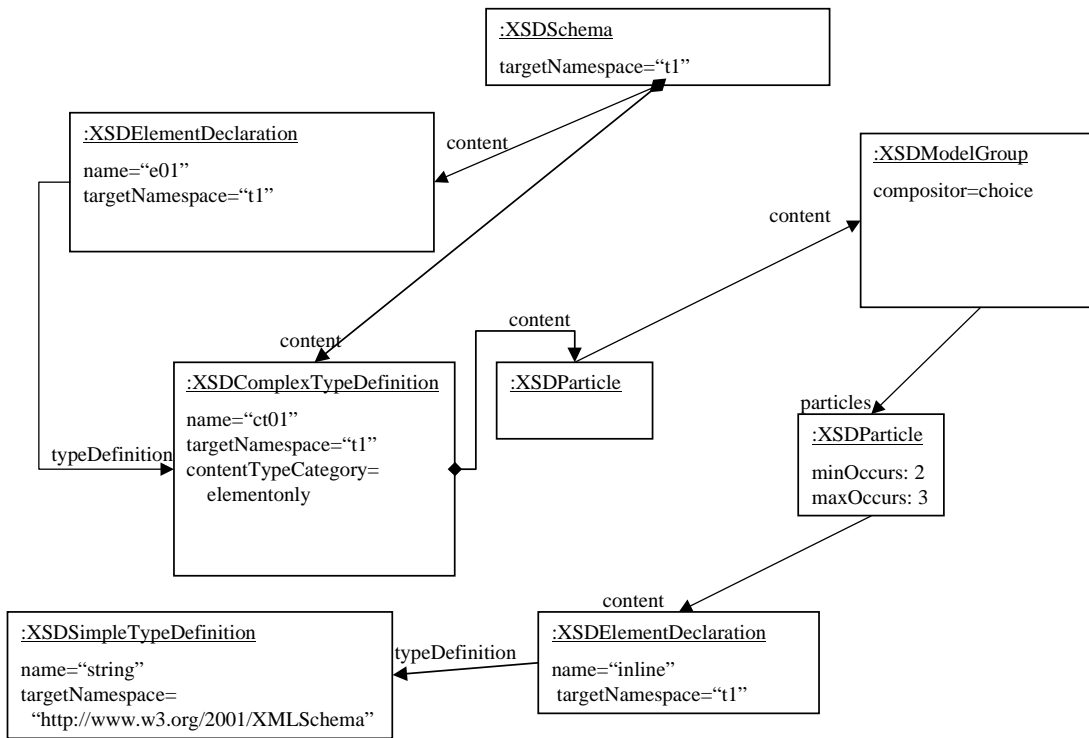 :XSDSchema
targetNamespace=“t1”
:XSDElementDeclaration
name=“e01”
targetNamespace=“t1”
content
:XSDModelGroup
compositor=choice
content
content
content
:XSDComplexTypeDefinition
name=“ct01”
targetNamespace=“t1”
contentTypeCategory=
elementonly
typeDefinition
:XSDParticle
particles
:XSDParticle
minOccurs: 2
maxOccurs: 3
content
:XSDElementDeclaration
name=“inline”
targetNamespace=“t1”
typeDefinition
:XSDSimpleTypeDefinition
name=“string”
targetNamespace=
“http://www.w3.org/2001/XMLSchema”